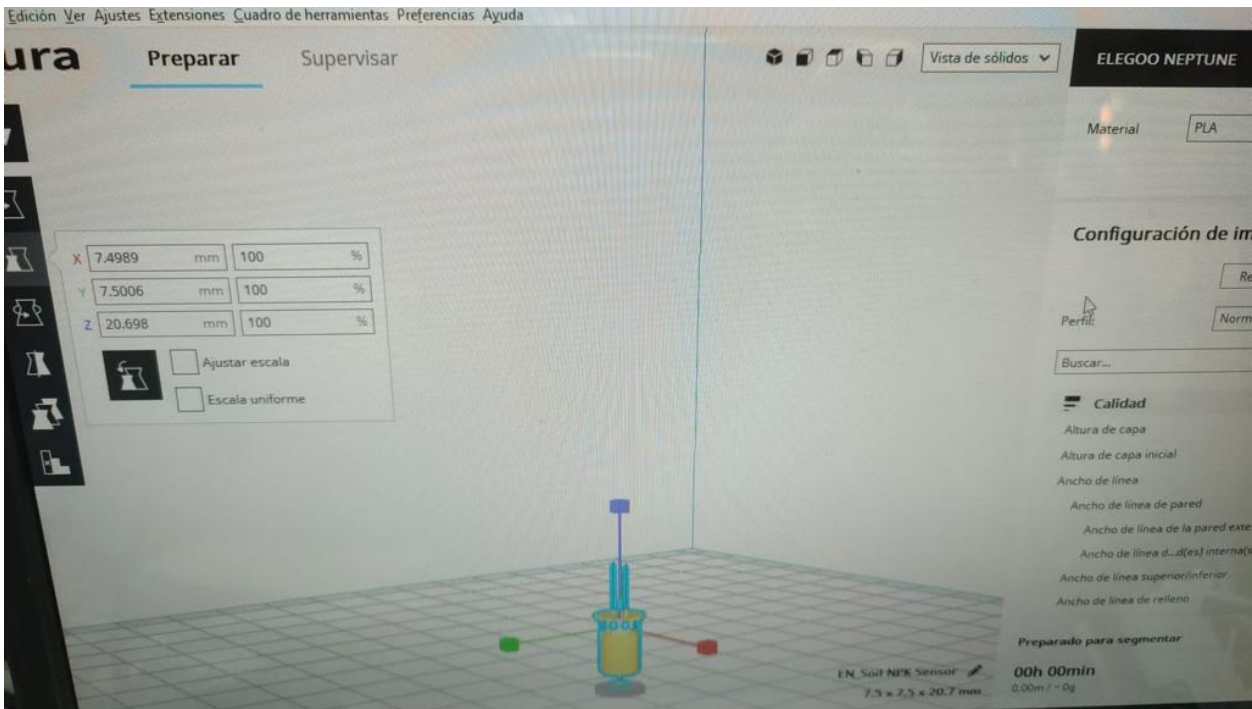 Edición Ver Ajustes Extensiones Cuadro de herramientas Preferencias Ayuda
ura
Preparar
Supervisar
Vista de sólidos
ELEGOO NEPTUNE
Material
PLA
Configuración de im
Re
Perfil:
Norm
Buscar...
X 7.4989 mm 100 %
Y 7.5006 mm 100 %
Z 20.698 mm 100 %
Ajustar escala
Escala uniforme
Calidad
Altura de capa
Altura de capa inicial
Ancho de línea
Ancho de línea de pared
Ancho de línea de la pared exte
Ancho de línea d...d(es) interna(s
Ancho de línea superior/inferior
Ancho de línea de relleno
Preparado para segmentar
00h 00min
0.00m / ~ 0g
EN_Soil NPK Sensor
7.5 x 7.5 x 20.7 mm